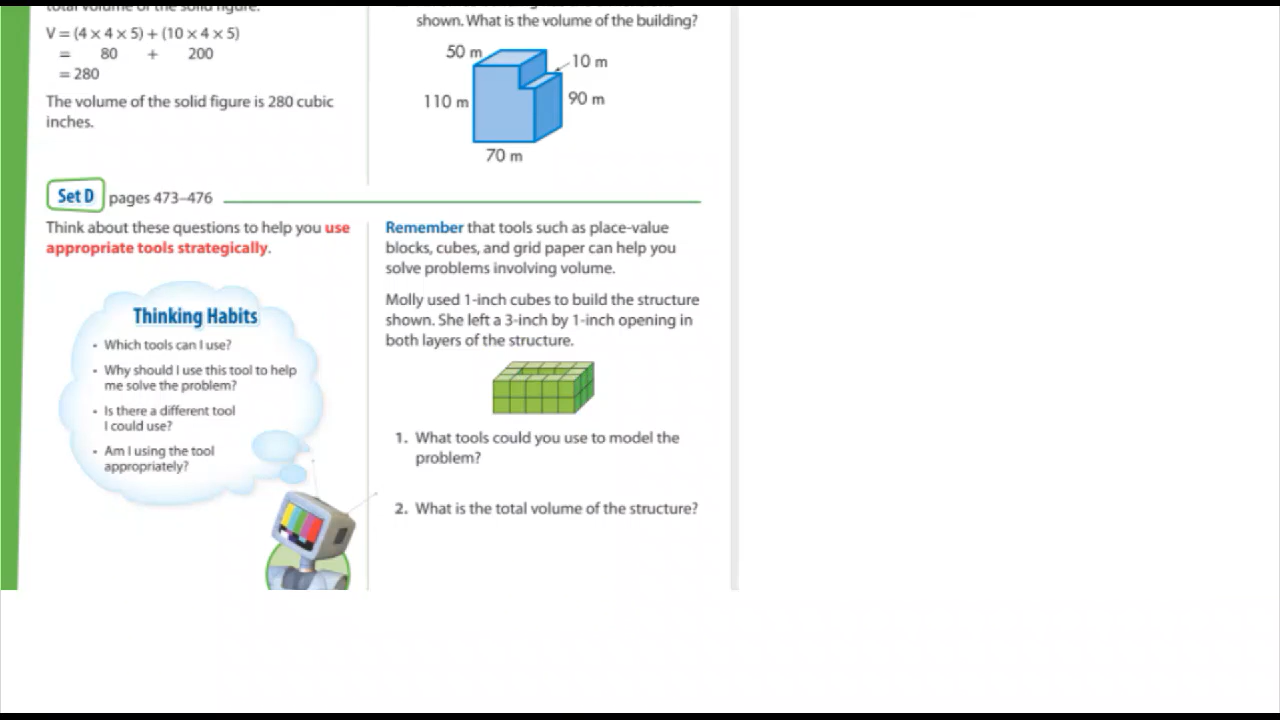 total volume of the solid figure.
V = (4 × 4 × 5) + (10 × 4 × 5)
= 80 + 200
= 280
The volume of the solid figure is 280 cubic
inches.
shown. What is the volume of the building?
50 m
10 m
110 m
90 m
70 m
Set D pages 473–476
Think about these questions to help you use
appropriate tools strategically.
Thinking Habits
• Which tools can I use?
• Why should I use this tool to help
me solve the problem?
• Is there a different tool
I could use?
• Am I using the tool
appropriately?
Remember that tools such as place-value
blocks, cubes, and grid paper can help you
solve problems involving volume.
Molly used 1-inch cubes to build the structure
shown. She left a 3-inch by 1-inch opening in
both layers of the structure.
1. What tools could you use to model the
problem?
2. What is the total volume of the structure?